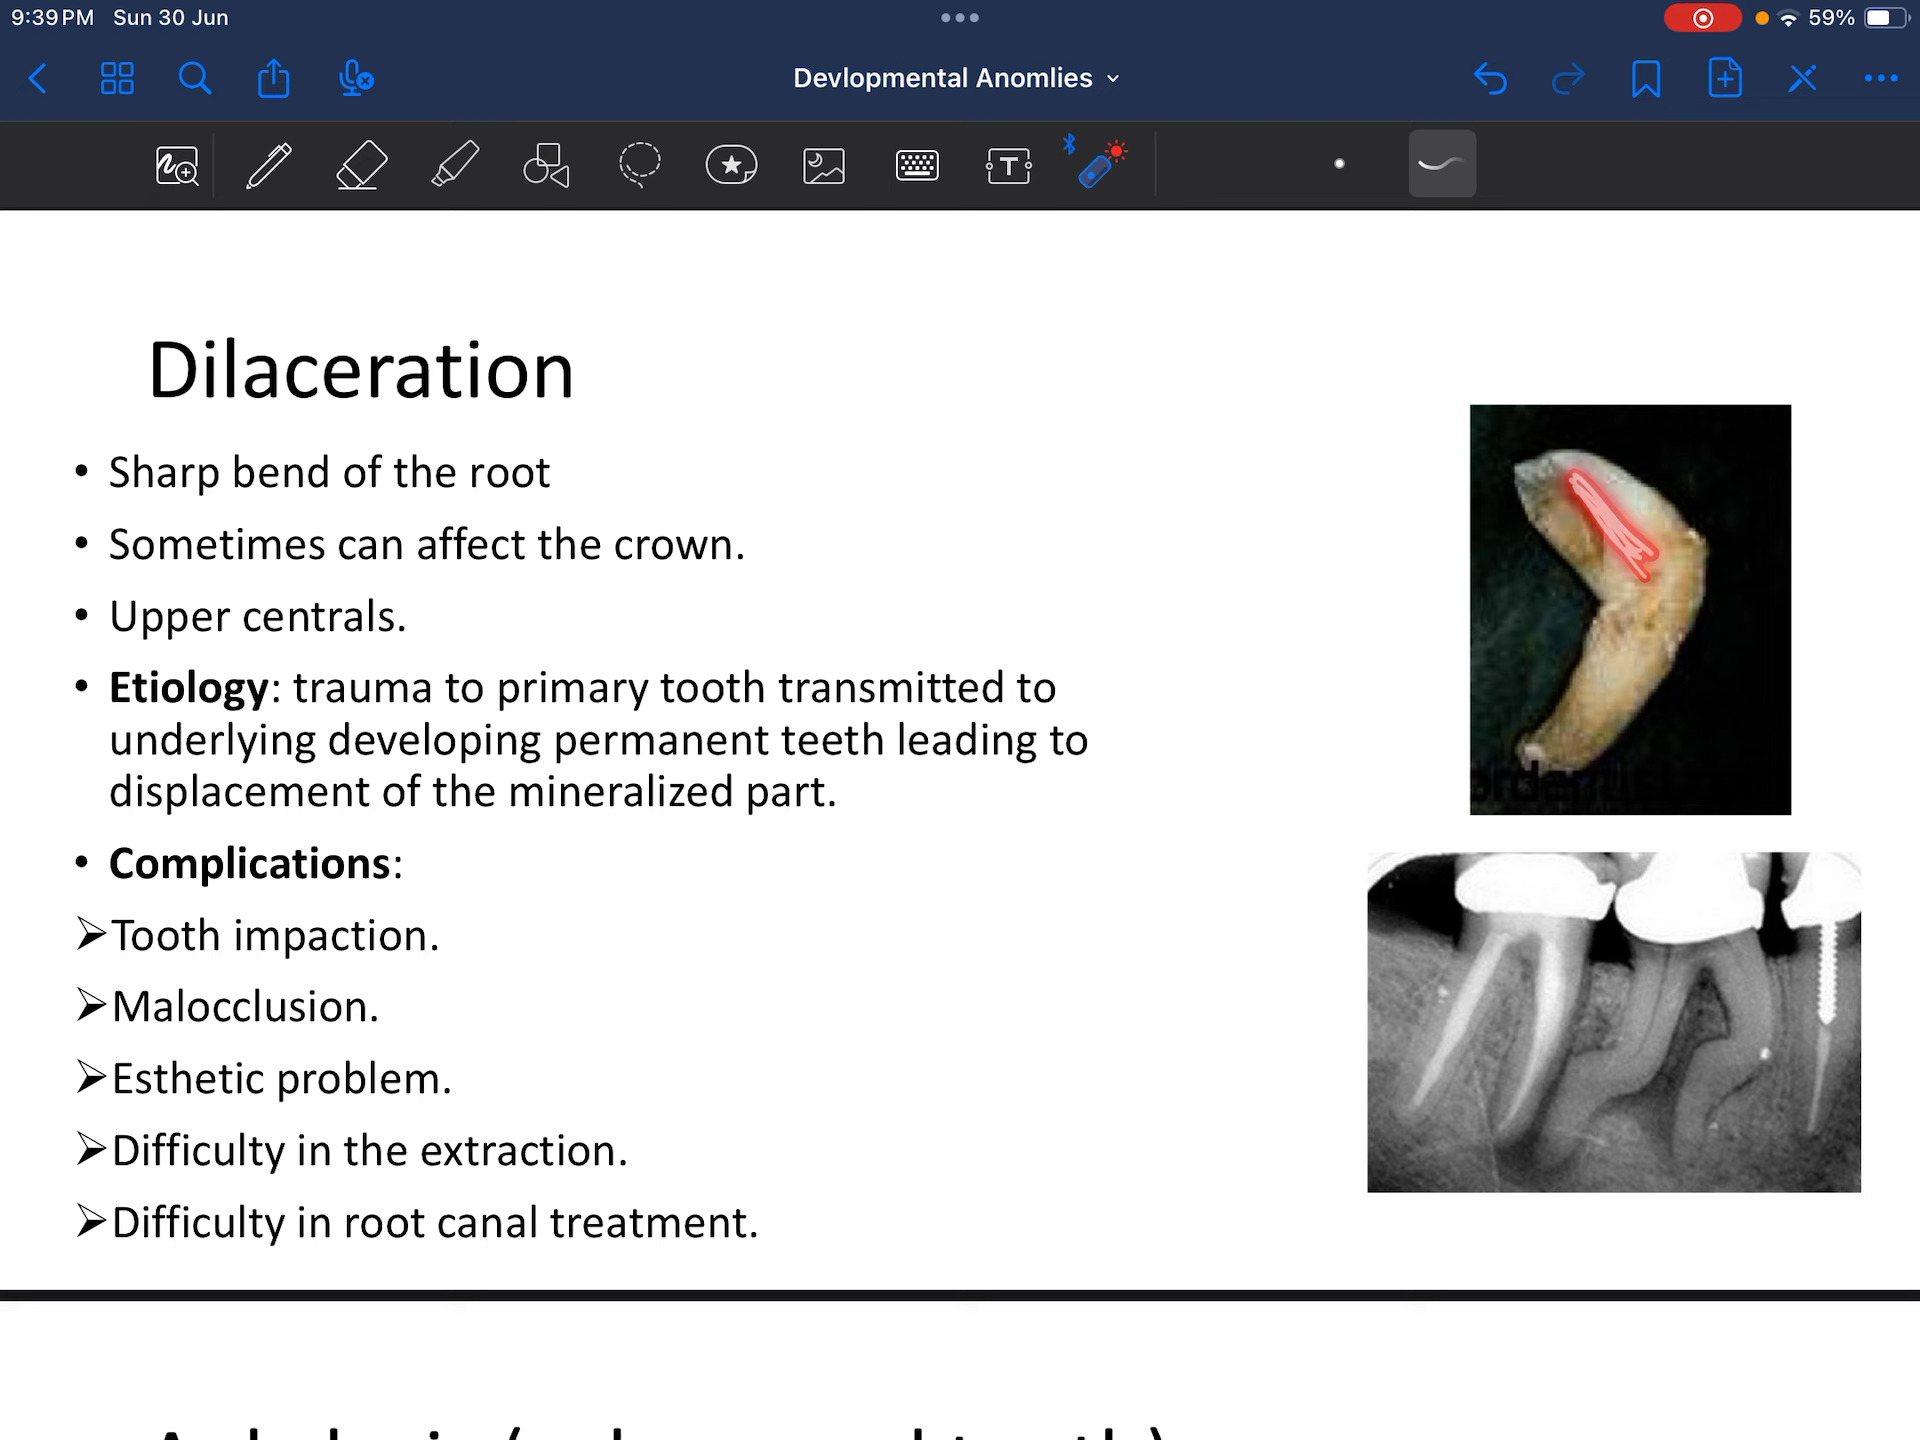 9:39 PM Sun 30 Jun
59%
Devlopmental Anomlies
T
Dilaceration
• Sharp bend of the root
• Sometimes can affect the crown.
• Upper centrals.
• Etiology: trauma to primary tooth transmitted to
underlying developing permanent teeth leading to
displacement of the mineralized part.
• Complications:
➢Tooth impaction.
➢Malocclusion.
➢Esthetic problem.
➢Difficulty in the extraction.
➢Difficulty in root canal treatment.